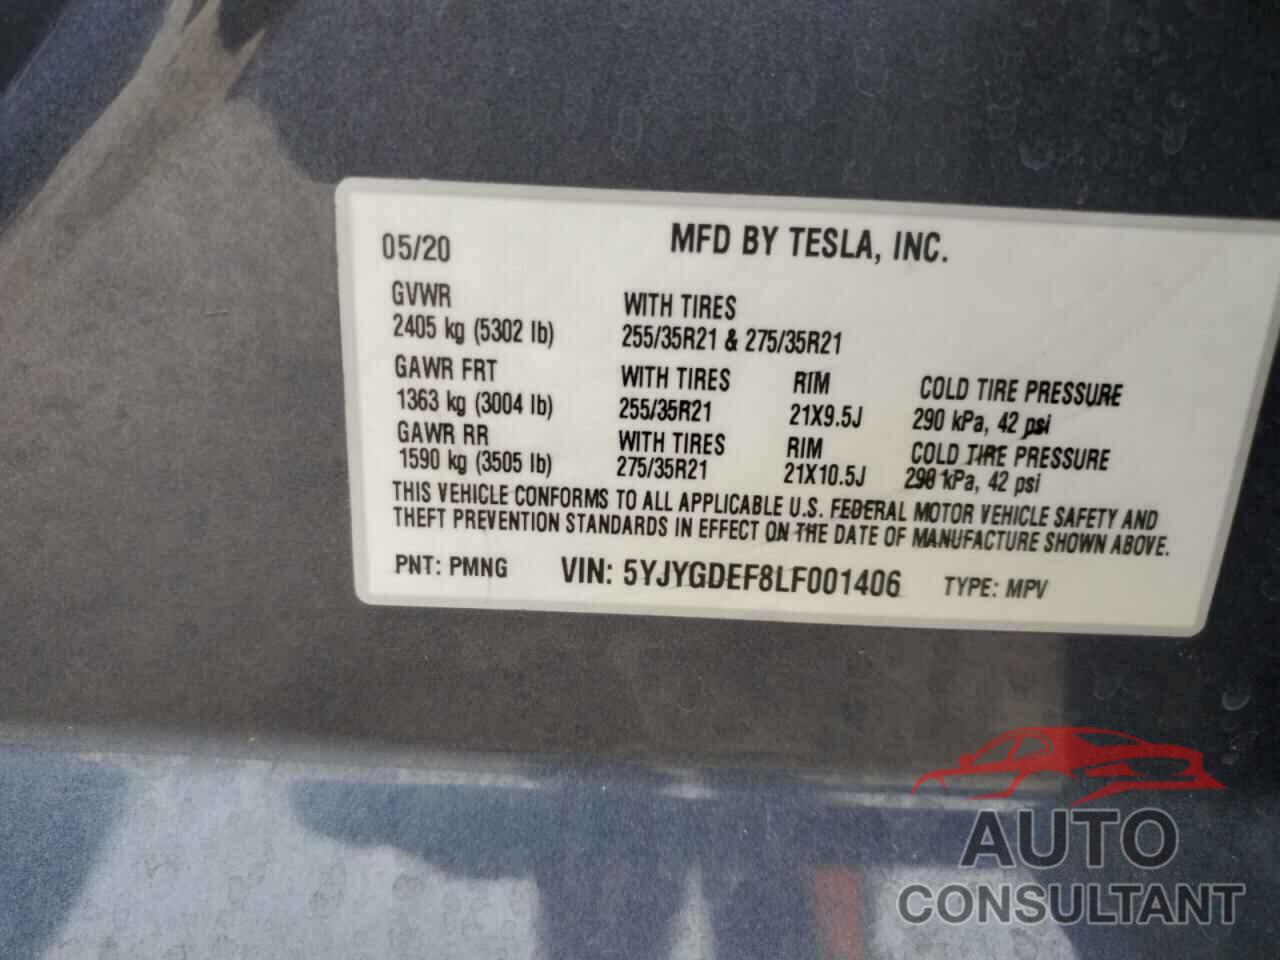 05/20 MFD BY TESLA, INC.
GVWR WITH TIRES
2405 kg (5302 lb) 255/35R21 & 275/35R21
GAWR FRT WITH TIRES RIM COLD TIRE PRESSURE
1363 kg (3004 lb) 255/35R21 21X9.5J 290 kPa, 42 psi
GAWR RR WITH TIRES RIM COLD TIRE PRESSURE
1590 kg (3505 lb) 275/35R21 21X10.5J 290 kPa, 42 psi
THIS VEHICLE CONFORMS TO ALL APPLICABLE U.S. FEDERAL MOTOR VEHICLE SAFETY AND
THEFT PREVENTION STANDARDS IN EFFECT ON THE DATE OF MANUFACTURE SHOWN ABOVE.
PNT: PMNG VIN: 5YJYGDEF8LF001406 TYPE: MPV
AUTO
CONSULTANT